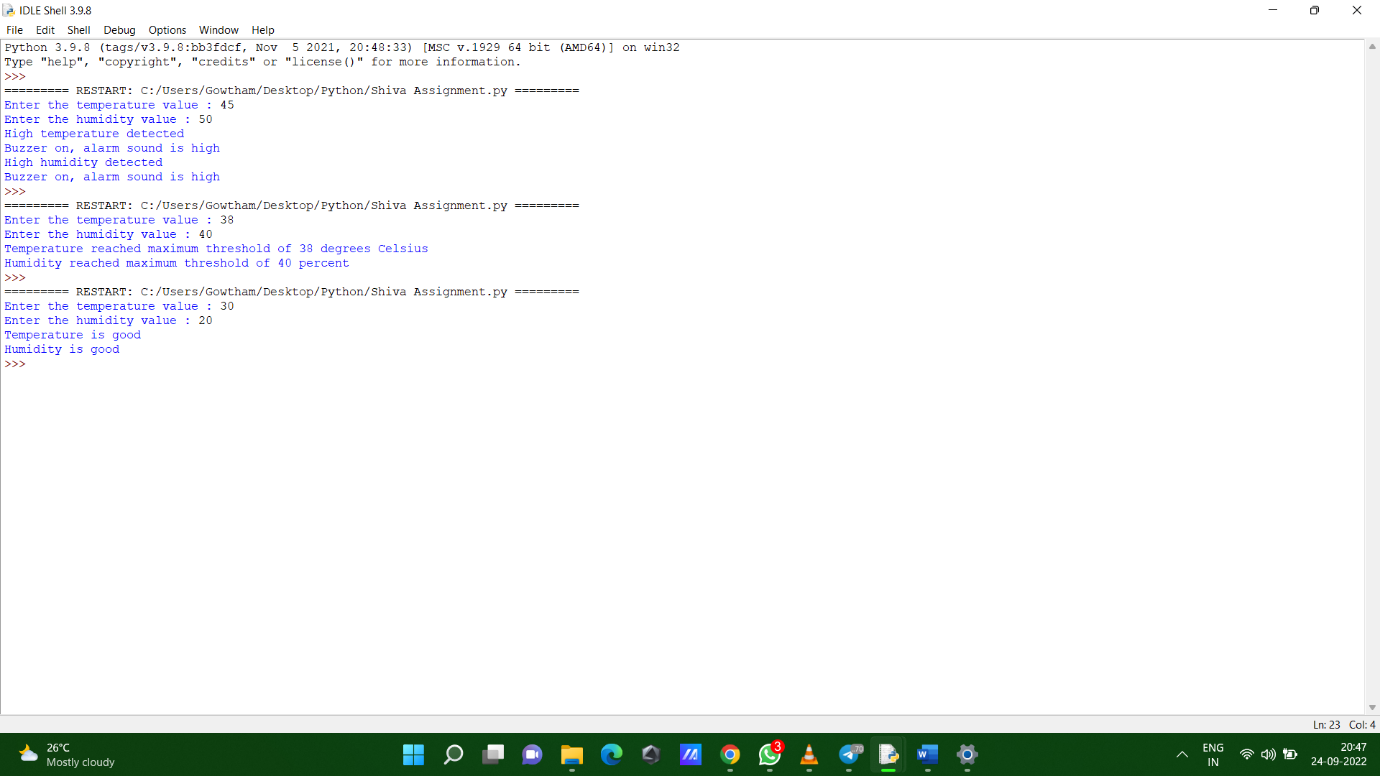 IDLE Shell 3.9.8
File Edit Shell Debug Options Window Help
Python 3.9.8 (tags/v3.9.8:bb3fdcf, Nov  5 2021, 20:48:33) [MSC v.1929 64 bit (AMD64)] on win32
Type "help", "copyright", "credits" or "license()" for more information.
>>>
========= RESTART: C:/Users/Gowtham/Desktop/Python/Shiva Assignment.py =========
Enter the temperature value : 45
Enter the humidity value : 50
High temperature detected
Buzzer on, alarm sound is high
High humidity detected
Buzzer on, alarm sound is high
>>>
========= RESTART: C:/Users/Gowtham/Desktop/Python/Shiva Assignment.py =========
Enter the temperature value : 38
Enter the humidity value : 40
Temperature reached maximum threshold of 38 degrees Celsius
Humidity reached maximum threshold of 40 percent
>>>
========= RESTART: C:/Users/Gowtham/Desktop/Python/Shiva Assignment.py =========
Enter the temperature value : 30
Enter the humidity value : 20
Temperature is good
Humidity is good
>>>
Ln: 23 Col: 4
26°C
Mostly cloudy
3
70
W
ENG
IN
20:47
24-09-2022